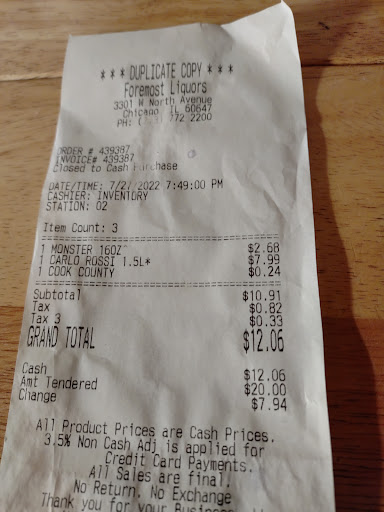 *** DUPLICATE COPY ***
Foremost Liquors
3301 W North Avenue
Chicago IL 60647
PH: 772 2200
ORDER # 439387
INVOICE# 439387
Closed to Cash Purchase
DATE/TIME: 7/27/2022 7:49:00 PM
CASHIER: INVENTORY
STATION: 02
Item Count: 3
1 MONSTER 16OZ $2.68
1 CARLO ROSSI 1.5L* $7.99
1 COOK COUNTY $0.24
Subtotal $10.91
Tax $0.82
Tax 3 $0.33
GRAND TOTAL $12.06
Cash $12.06
Amt Tendered $20.00
Change $7.94
All Product Prices are Cash Prices.
3.5% Non Cash Adj is applied for
Credit Card Payments.
All Sales are final.
No Return. No Exchange
Thank you for your Business